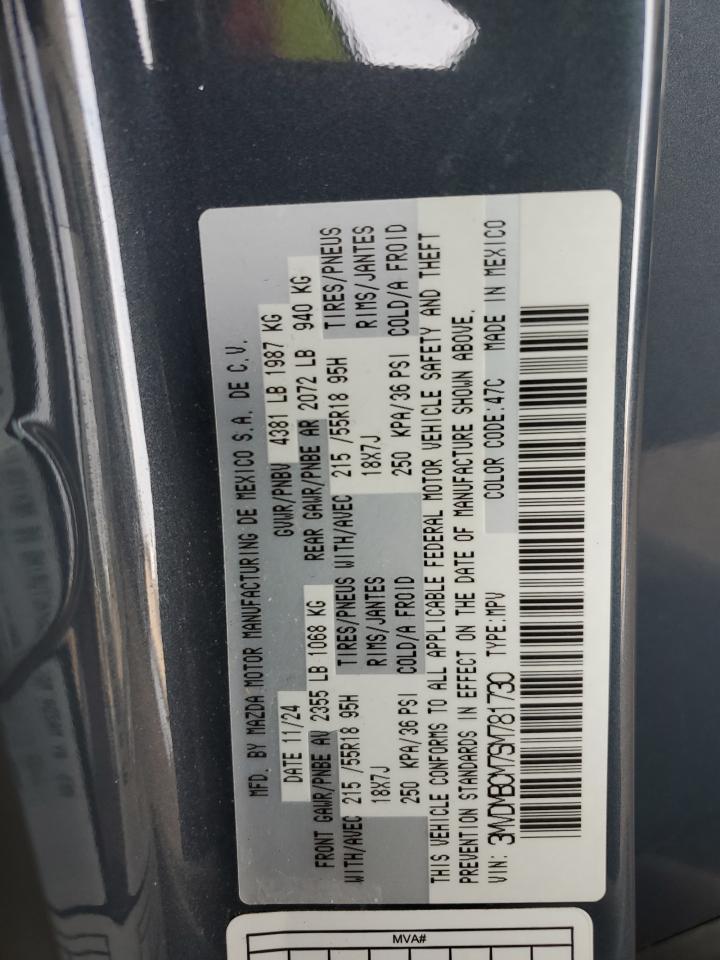 MFD. BY MAZDA MOTOR MANUFACTURING DE MEXICO S.A. DE C.V.
DATE 11/24 GVWR/PNBV 4381 LB 1987 KG
FRONT GAWR/PNBE AV 2355 LB 1068 KG REAR GAWR/PNBE AR 2072 LB 940 KG
WITH/AVEC 215 /55R18 95H TIRES/PNEUS WITH/AVEC 215 /55R18 95H TIRES/PNEUS
18X7J RIMS/JANTES 18X7J RIMS/JANTES
250 KPA/36 PSI COLD/A FROID 250 KPA/36 PSI COLD/A FROID
THIS VEHICLE CONFORMS TO ALL APPLICABLE FEDERAL MOTOR VEHICLE SAFETY AND THEFT
PREVENTION STANDARDS IN EFFECT ON THE DATE OF MANUFACTURE SHOWN ABOVE.
VIN: 3MVDMBCM7SM781730 TYPE:MPV COLOR CODE:47C MADE IN MEXICO
MVA#